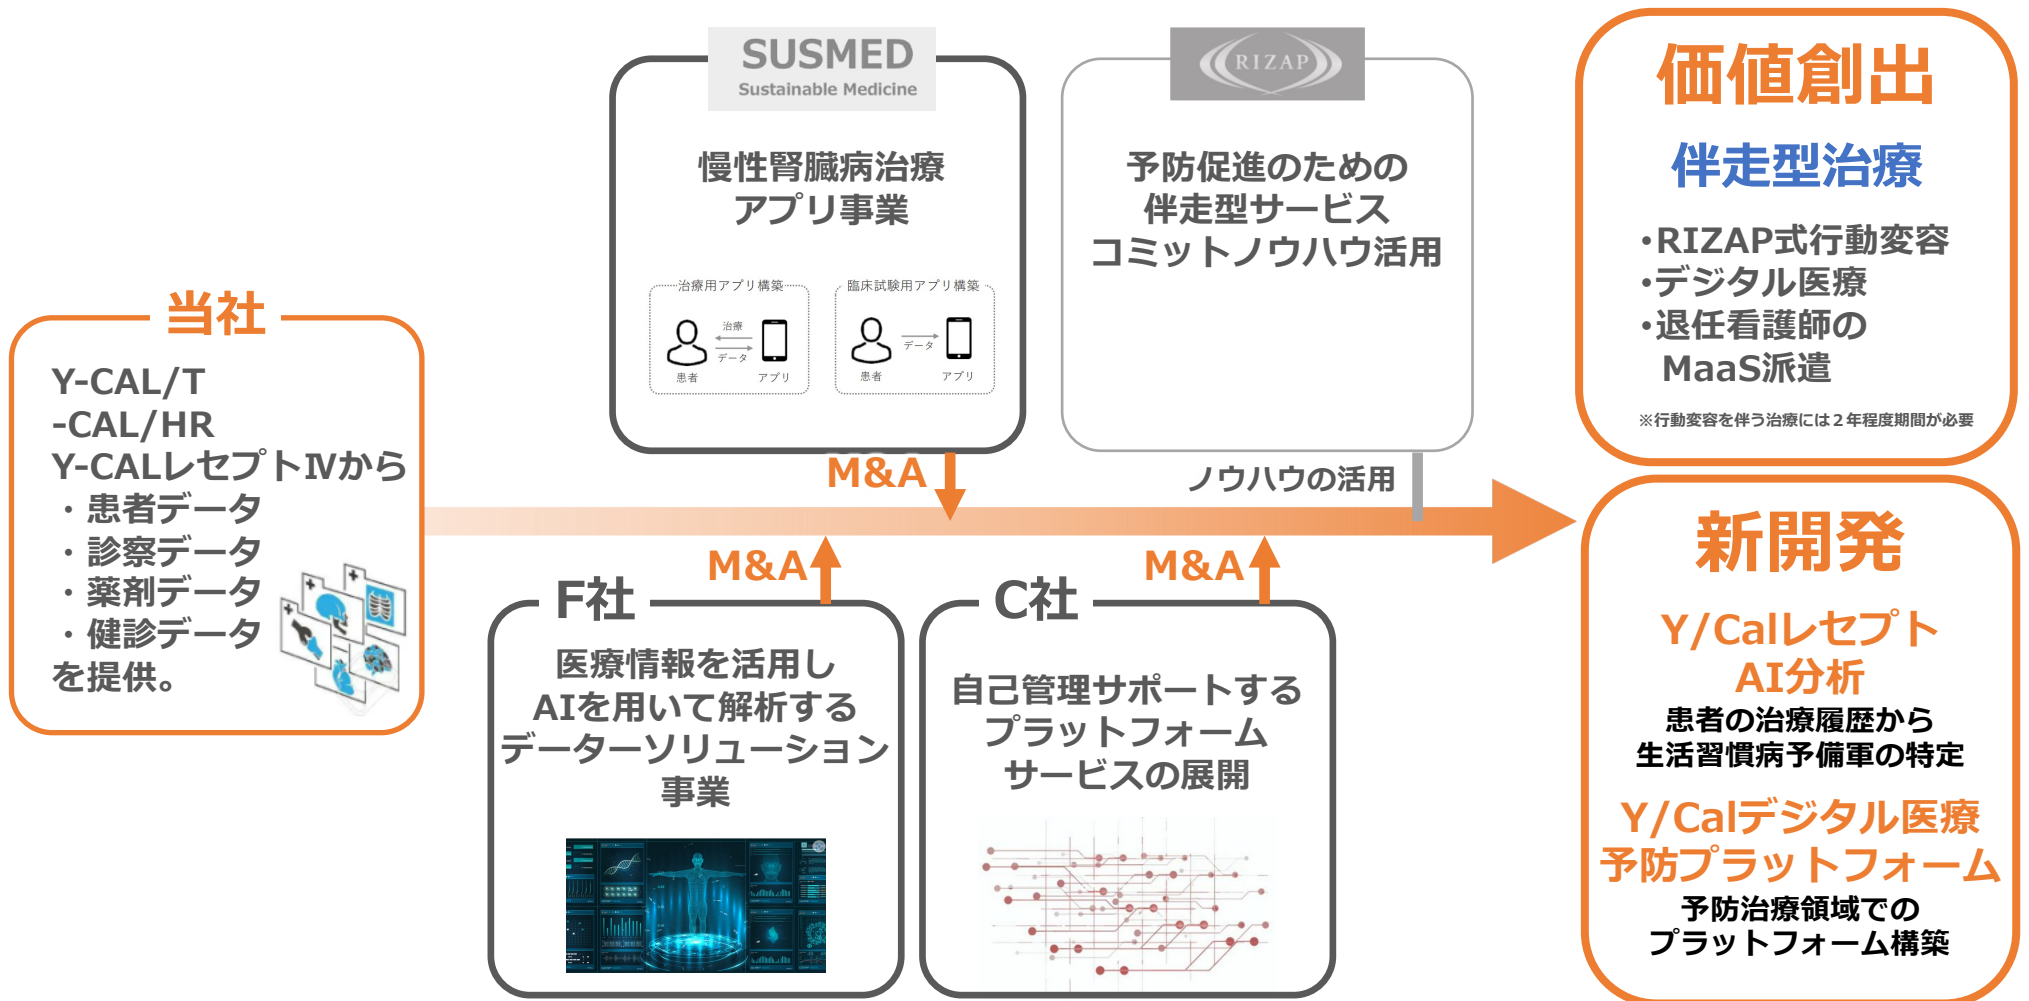 当社
Y-CAL/T
-CAL/HR
Y-CALレセプトⅣから
・患者データ
・診察データ
・薬剤データ
・健診データ
を提供。
SUSMED
Sustainable Medicine
慢性腎臓病治療
アプリ事業
治療用アプリ構築
治療
データ
患者
アプリ
臨床試験用アプリ構築
データ
患者
アプリ
M&A
RIZAP
予防促進のための
伴走型サービス
コミットノウハウ活用
ノウハウの活用
M&A
F社
医療情報を活用し
AIを用いて解析する
データーソリューション
事業
M&A
C社
自己管理サポートする
プラットフォーム
サービスの展開
価値創出
伴走型治療
・RIZAP式行動変容
・デジタル医療
・退任看護師の
MaaS派遣
※行動変容を伴う治療には２年程度期間が必要
新開発
Y/Calレセプト
AI分析
患者の治療履歴から
生活習慣病予備軍の特定
Y/Calデジタル医療
予防プラットフォーム
予防治療領域での
プラットフォーム構築